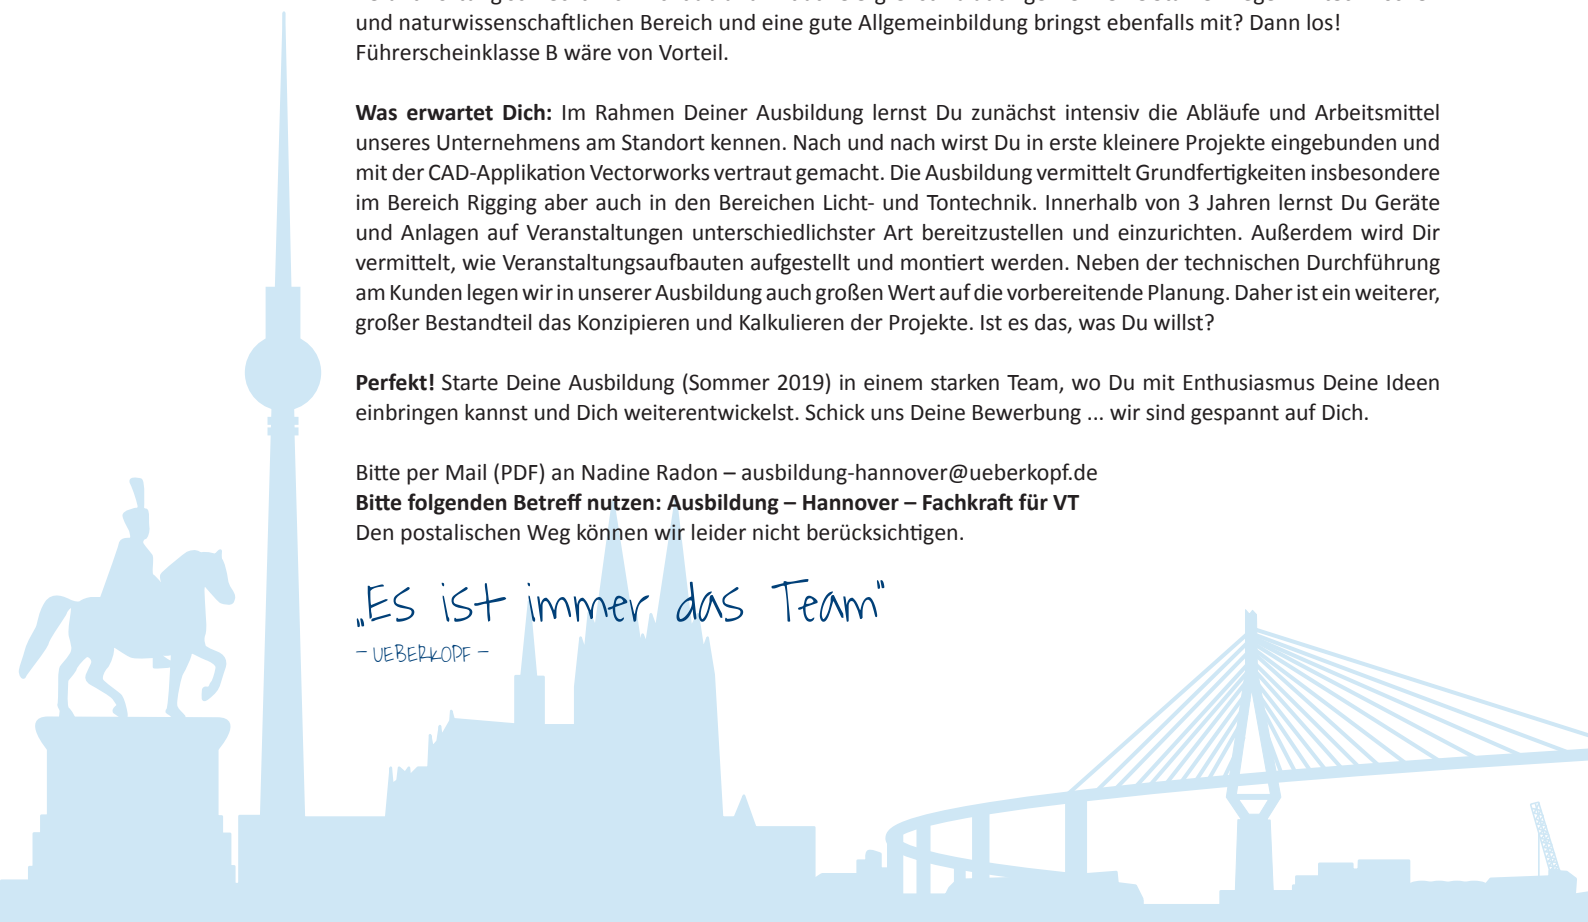 und naturwissenschaftlichen Bereich und eine gute Allgemeinbildung bringst ebenfalls mit? Dann los!
Führerscheinklasse B wäre von Vorteil.
Was erwartet Dich: Im Rahmen Deiner Ausbildung lernst Du zunächst intensiv die Abläufe und Arbeitsmittel
unseres Unternehmens am Standort kennen. Nach und nach wirst Du in erste kleinere Projekte eingebunden und
mit der CAD-Applikation Vectorworks vertraut gemacht. Die Ausbildung vermittelt Grundfertigkeiten insbesondere
im Bereich Rigging aber auch in den Bereichen Licht- und Tontechnik. Innerhalb von 3 Jahren lernst Du Geräte
und Anlagen auf Veranstaltungen unterschiedlichster Art bereitzustellen und einzurichten. Außerdem wird Dir
vermittelt, wie Veranstaltungsaufbauten aufgestellt und montiert werden. Neben der technischen Durchführung
am Kunden legen wir in unserer Ausbildung auch großen Wert auf die vorbereitende Planung. Daher ist ein weiterer,
großer Bestandteil das Konzipieren und Kalkulieren der Projekte. Ist es das, was Du willst?
Perfekt! Starte Deine Ausbildung (Sommer 2019) in einem starken Team, wo Du mit Enthusiasmus Deine Ideen
einbringen kannst und Dich weiterentwickelst. Schick uns Deine Bewerbung ... wir sind gespannt auf Dich.
Bitte per Mail (PDF) an Nadine Radon – ausbildung-hannover@ueberkopf.de
Bitte folgenden Betreff nutzen: Ausbildung – Hannover – Fachkraft für VT
Den postalischen Weg können wir leider nicht berücksichtigen.
„Es ist immer das Team"
– UEBERKOPF –